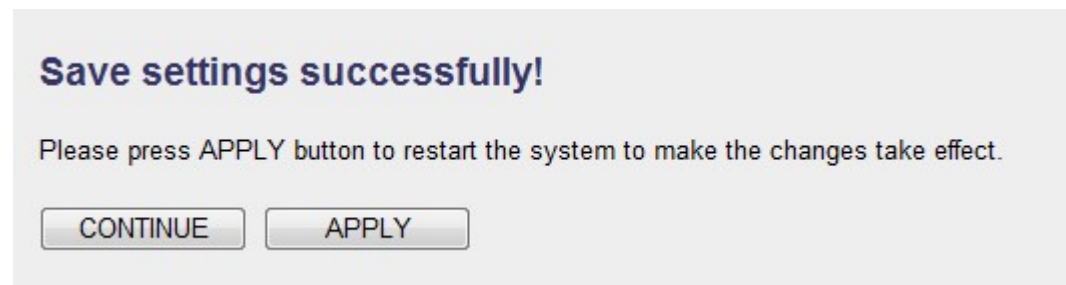 Save settings successfully!
Please press APPLY button to restart the system to make the changes take effect.
CONTINUE APPLY